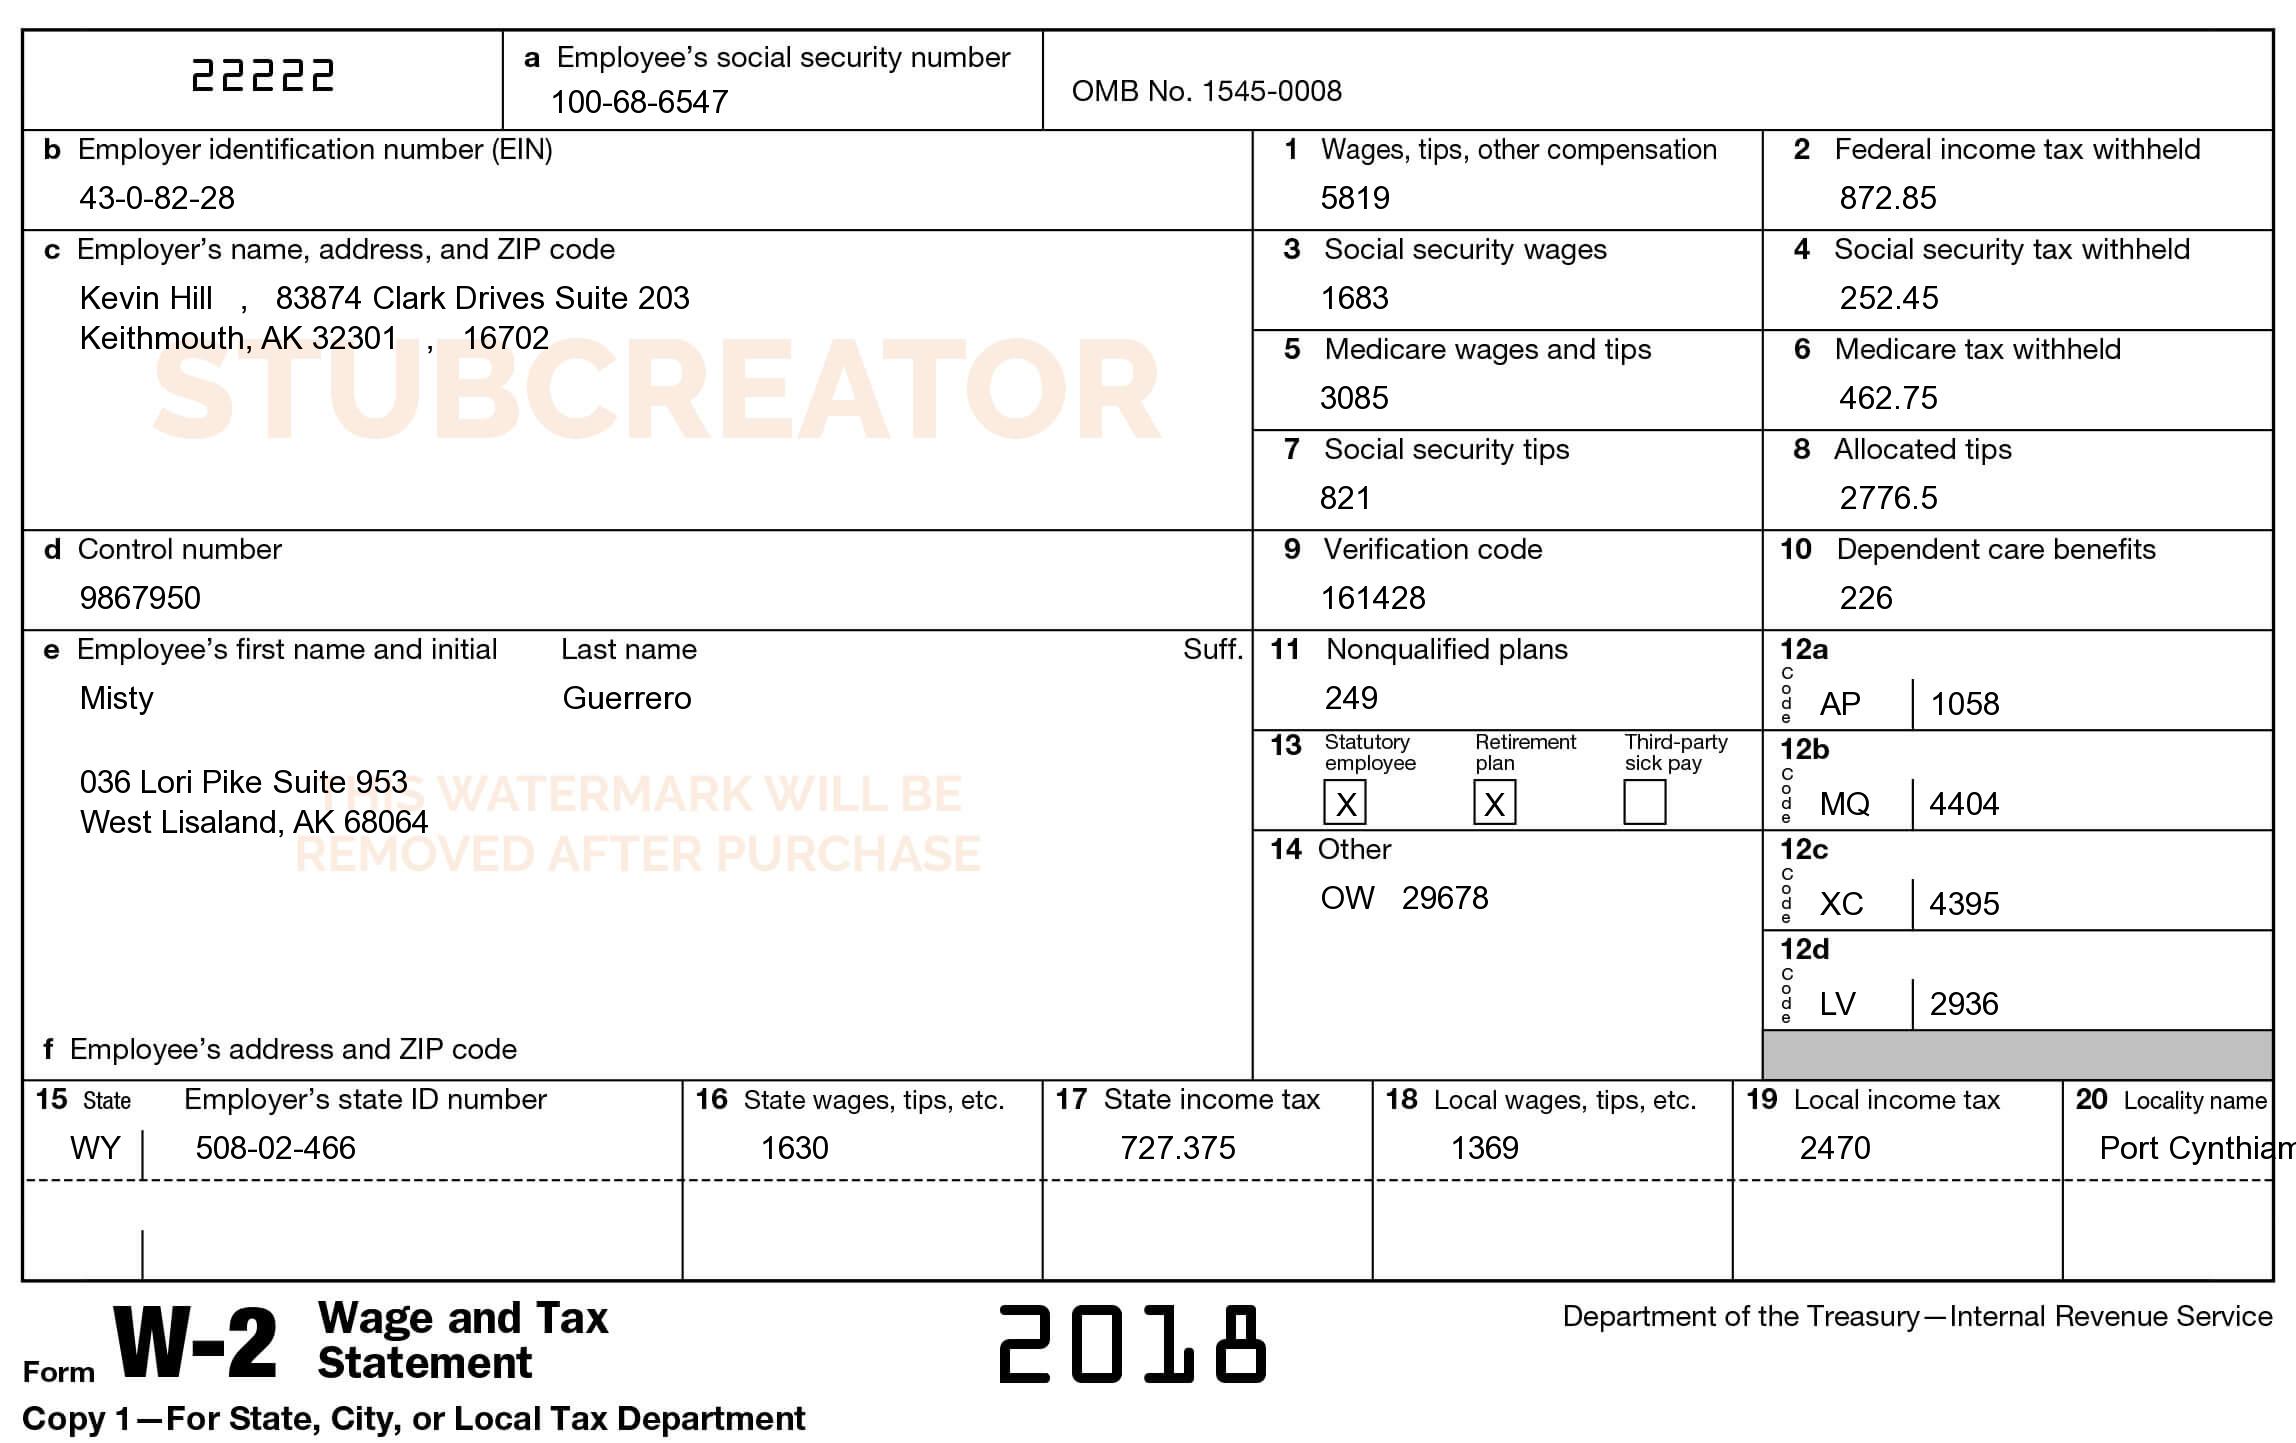 22222
a Employee's social security number
100-68-6547
OMB No. 1545-0008
b Employer identification number (EIN)
43-0-82-28
1 Wages, tips, other compensation
5819
2 Federal income tax withheld
872.85
c Employer's name, address, and ZIP code
Kevin Hill , 83874 Clark Drives Suite 203
Keithmouth, AK 32301 , 16702
STUBCREATOR
3 Social security wages
1683
4 Social security tax withheld
252.45
5 Medicare wages and tips
3085
6 Medicare tax withheld
462.75
7 Social security tips
821
8 Allocated tips
2776.5
d Control number
9867950
9 Verification code
161428
10 Dependent care benefits
226
e Employee's first name and initial Last name Suff.
Misty Guerrero
036 Lori Pike Suite 953
West Lisaland, AK 68064
THIS WATERMARK WILL BE
REMOVED AFTER PURCHASE
f Employee's address and ZIP code
11 Nonqualified plans
249
12a
Code AP 1058
13 Statutory employee Retirement plan Third-party sick pay
X X
12b
Code MQ 4404
14 Other
OW 29678
12c
Code XC 4395
12d
Code LV 2936
15 State Employer's state ID number
WY 508-02-466
16 State wages, tips, etc.
1630
17 State income tax
727.375
18 Local wages, tips, etc.
1369
19 Local income tax
2470
20 Locality name
Port
Form W-2 Wage and Tax Statement
2018
Department of the Treasury—Internal Revenue Service
Copy 1—For State, City, or Local Tax Department